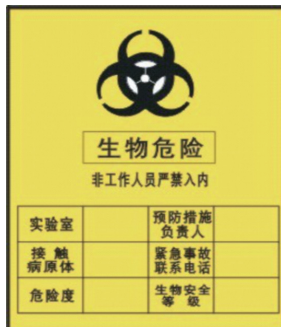 生物危险
非工作人员严禁入内
实验室
预防措施
负责人
接触
病原体
紧急事故
联系电话
危险度
生物安全
等级